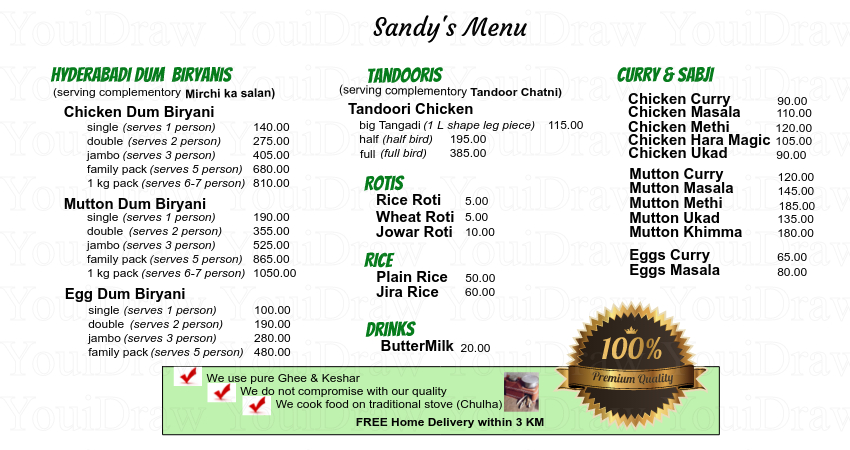 Sandy's Menu
HYDERABADI DUM BIRYANIS
(serving complementary Mirchi ka salan)
Chicken Dum Biryani
single (serves 1 person) 140.00
double (serves 2 person) 275.00
jambo (serves 3 person) 405.00
family pack (serves 5 person) 680.00
1 kg pack (serves 6-7 person) 810.00
Mutton Dum Biryani
single (serves 1 person) 190.00
double (serves 2 person) 355.00
jambo (serves 3 person) 525.00
family pack (serves 5 person) 865.00
1 kg pack (serves 6-7 person) 1050.00
Egg Dum Biryani
single (serves 1 person) 100.00
double (serves 2 person) 190.00
jambo (serves 3 person) 280.00
family pack (serves 5 person) 480.00
TANDOORIS
(serving complementary Tandoor Chatni)
Tandoori Chicken
big Tangadi (1 L shape leg piece) 115.00
half (half bird) 195.00
full (full bird) 385.00
ROTIS
Rice Roti 5.00
Wheat Roti 5.00
Jowar Roti 10.00
RICE
Plain Rice 50.00
Jira Rice 60.00
DRINKS
ButterMilk 20.00
CURRY & SABJI
Chicken Curry 90.00
Chicken Masala 110.00
Chicken Methi 120.00
Chicken Hara Magic 105.00
Chicken Ukad 90.00
Mutton Curry 120.00
Mutton Masala 145.00
Mutton Methi 185.00
Mutton Ukad 135.00
Mutton Khimma 180.00
Eggs Curry 65.00
Eggs Masala 80.00
100%
Premium Quality
We use pure Ghee & Keshar
We do not compromise with our quality
We cook food on traditional stove (Chulha)
FREE Home Delivery within 3 KM
YouiDraw